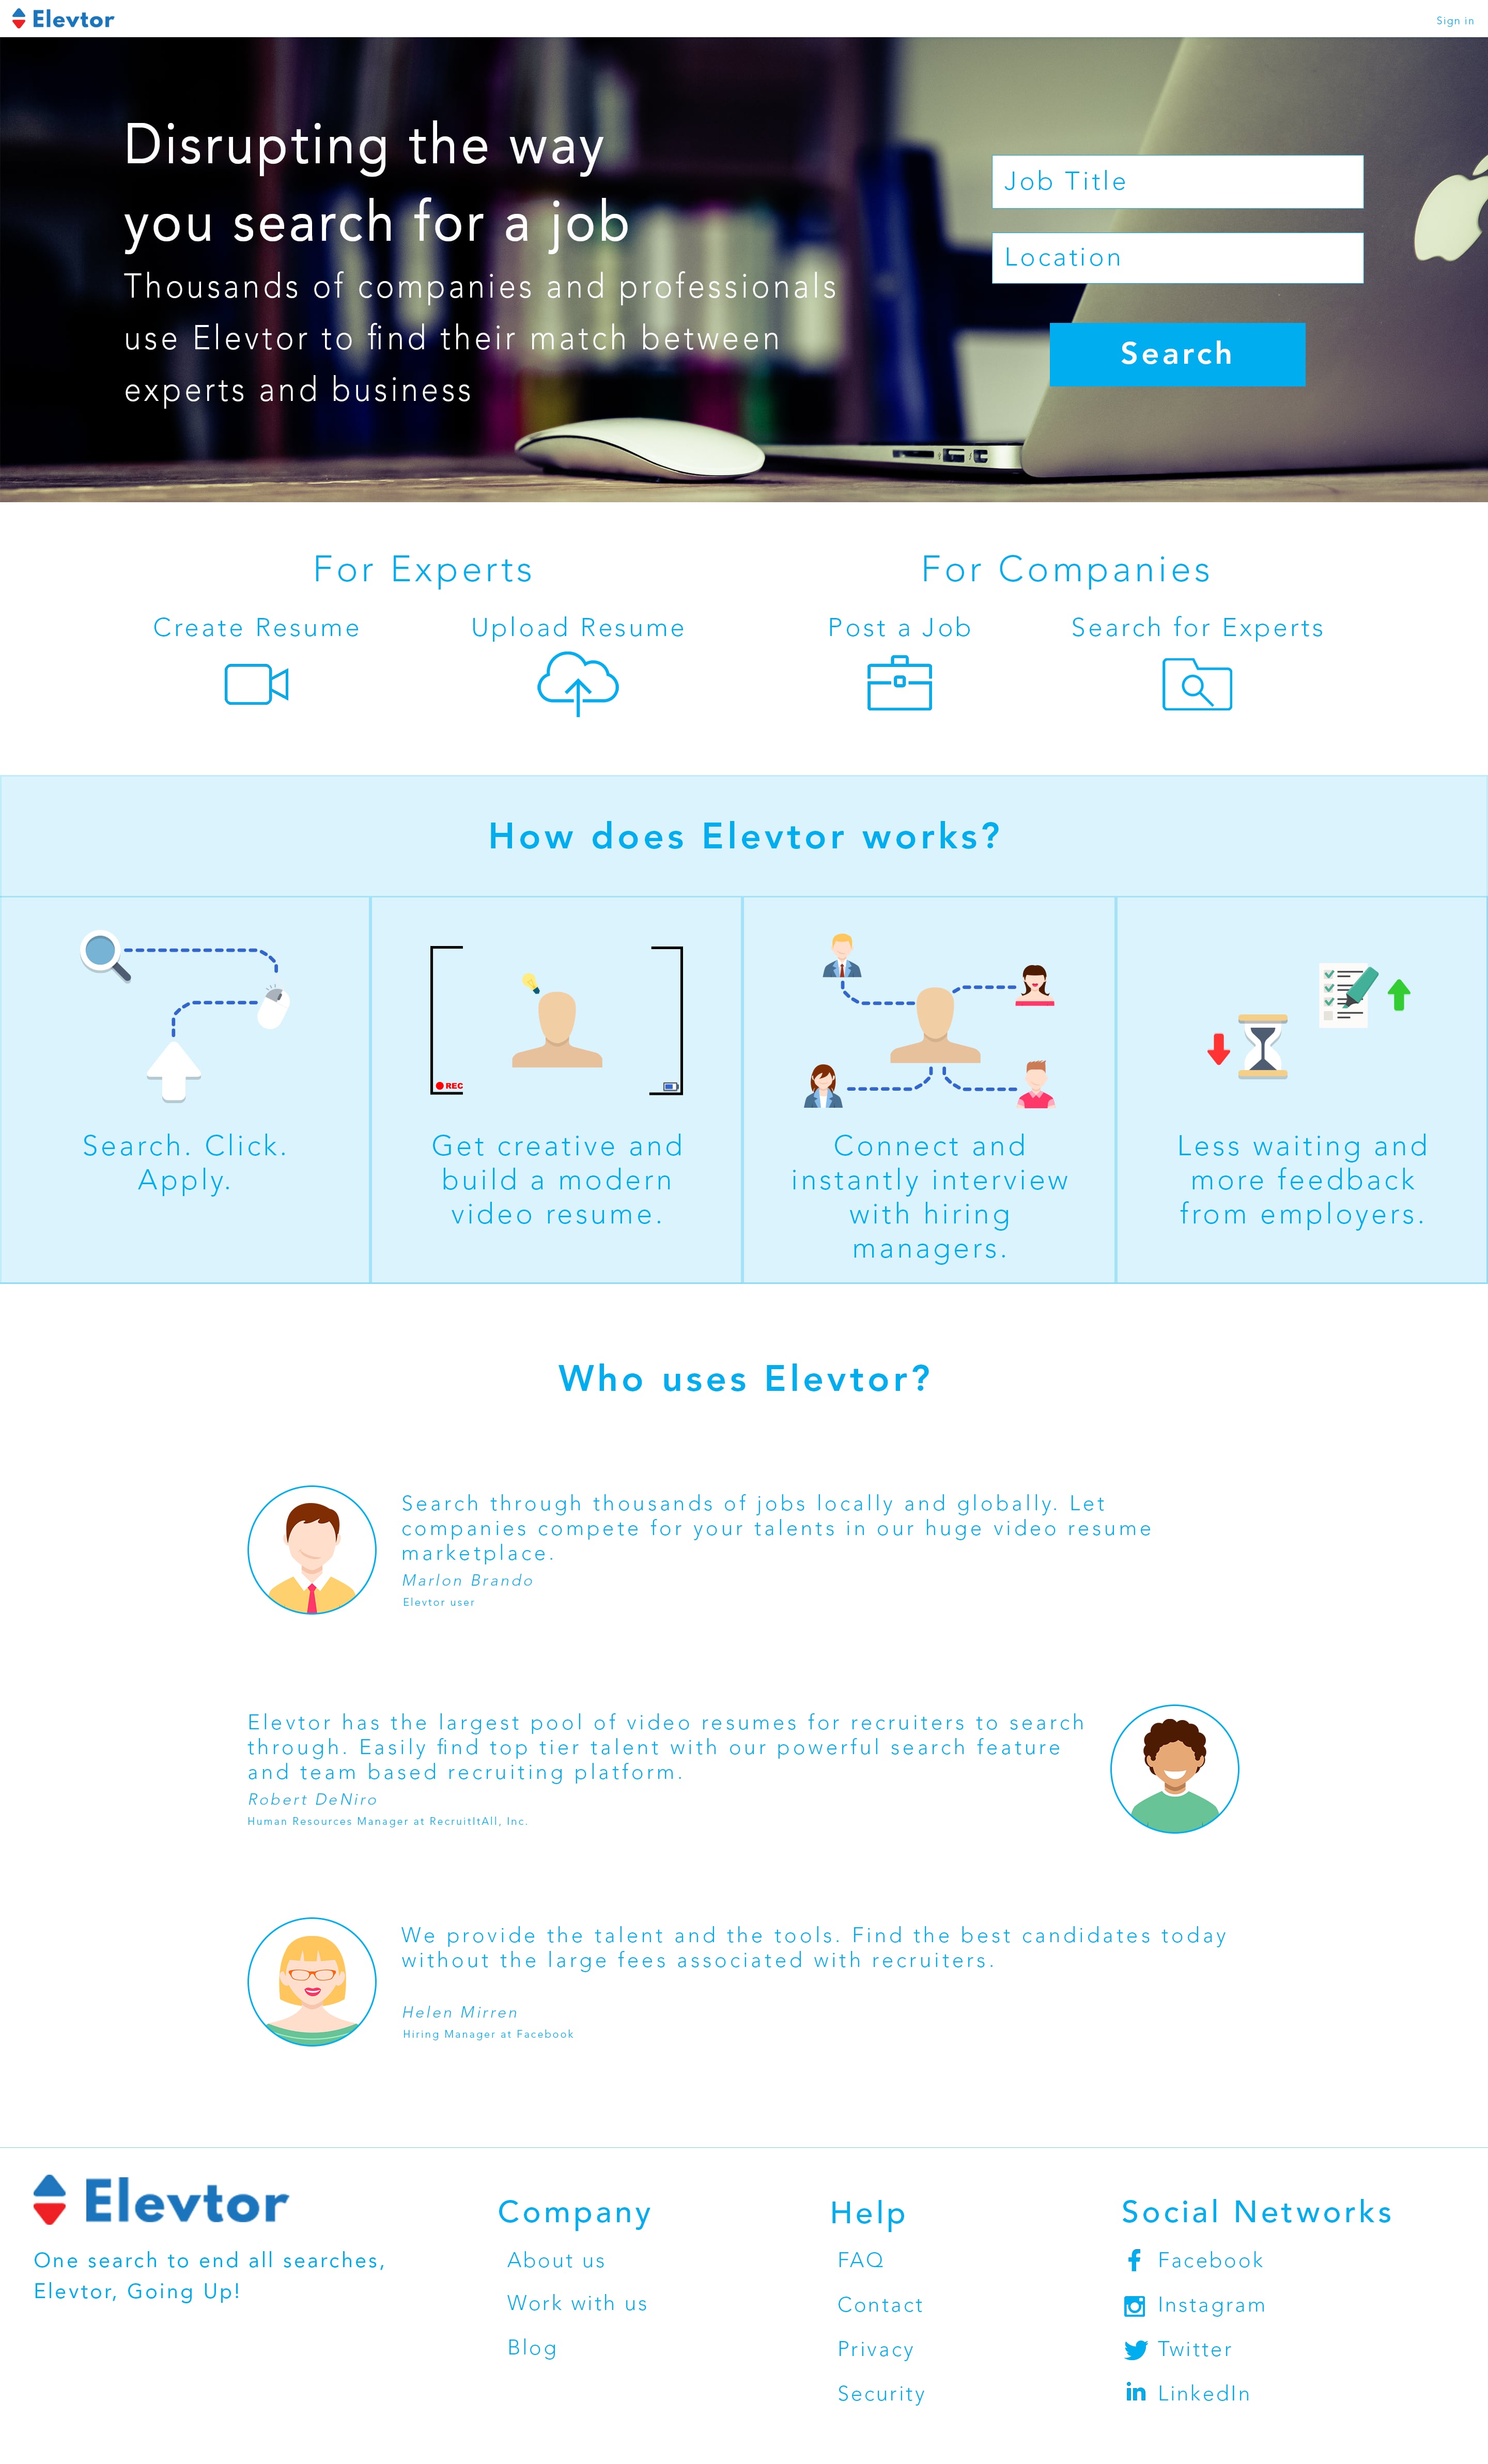 Elevtor
Sign in
Disrupting the way
you search for a job
Thousands of companies and professionals
use Elevtor to find their match between
experts and business
Job Title
Location
Search
For Experts
For Companies
Create Resume
Upload Resume
Post a Job
Search for Experts
How does Elevtor works?
REC
Search. Click.
Apply.
Get creative and
build a modern
video resume.
Connect and
instantly interview
with hiring
managers.
Less waiting and
more feedback
from employers.
Who uses Elevtor?
Search through thousands of jobs locally and globally. Let
companies compete for your talents in our huge video resume
marketplace.
Marlon Brando
Elevtor user
Elevtor has the largest pool of video resumes for recruiters to search
through. Easily find top tier talent with our powerful search feature
and team based recruiting platform.
Robert DeNiro
Human Resources Manager at RecruitItAll, Inc.
We provide the talent and the tools. Find the best candidates today
without the large fees associated with recruiters.
Helen Mirren
Hiring Manager at Facebook
Elevtor
One search to end all searches,
Elevtor, Going Up!
Company
About us
Work with us
Blog
Help
FAQ
Contact
Privacy
Security
Social Networks
Facebook
Instagram
Twitter
LinkedIn